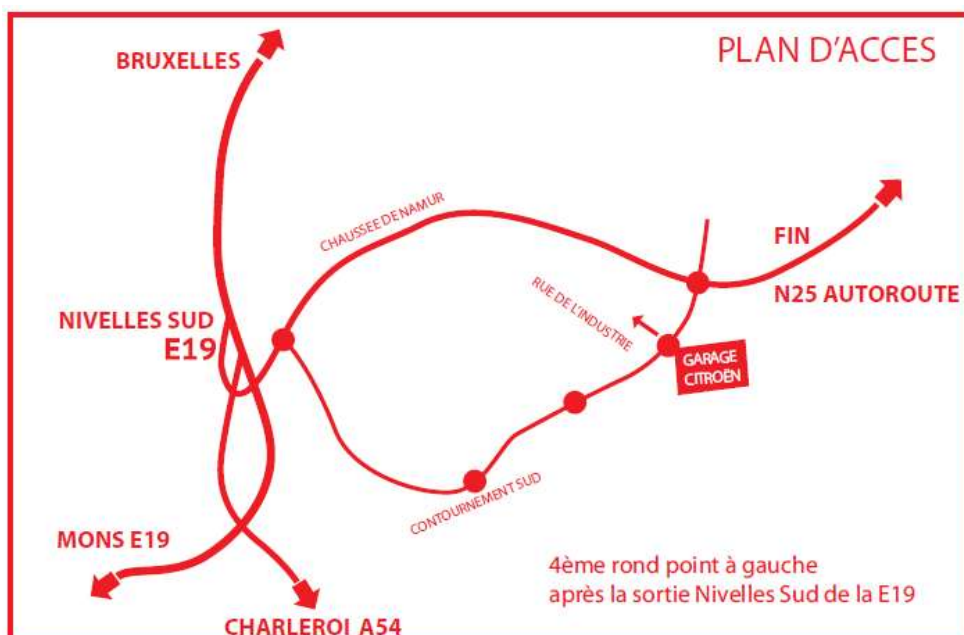 PLAN D'ACCES
BRUXELLES
CHAUSSEE DE NAMUR
FIN
N25 AUTOROUTE
RUE DE L'INDUSTRIE
NIVELLES SUD
E19
GARAGE
CITROËN
CONTOURNEMENT SUD
MONS E19
CHARLEROI A54
4ème rond point à gauche
après la sortie Nivelles Sud de la E19